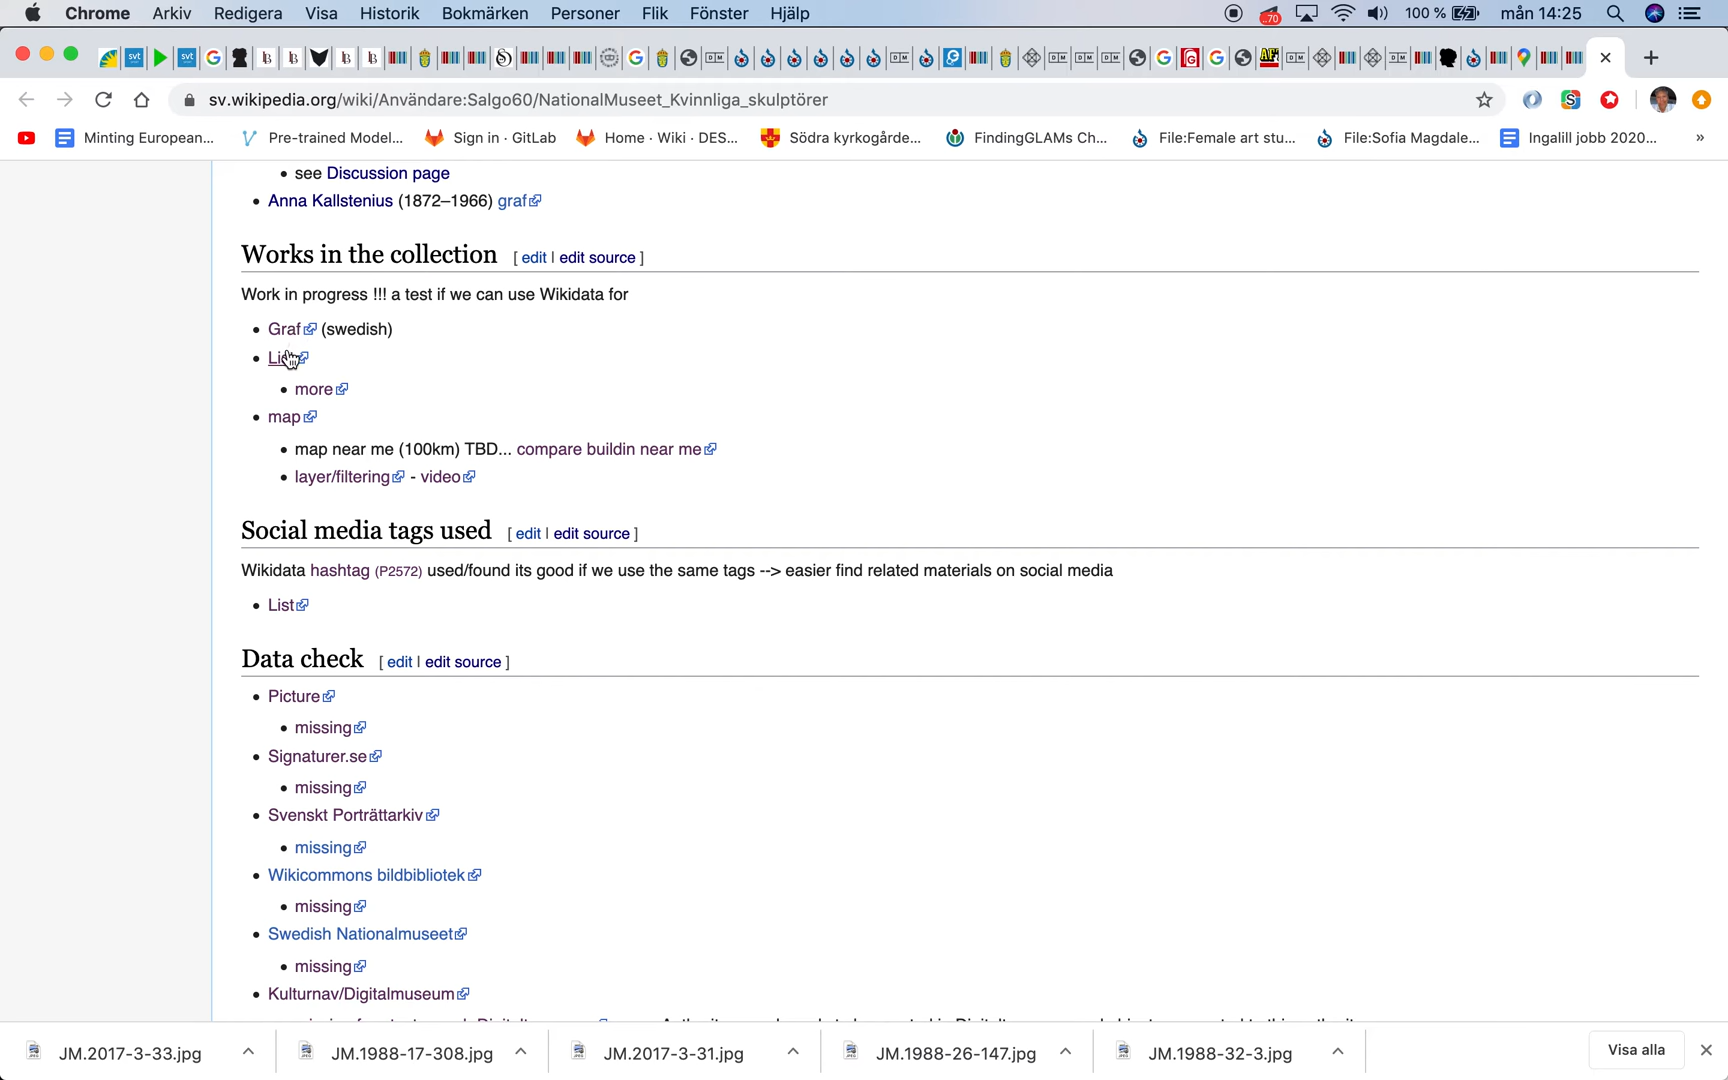 Chrome Arkiv Redigera Visa Historik Bokmärken Personer Flik Fönster Hjälp 70 100 % mån 14:25
sv.wikipedia.org/wiki/Användare:Salgo60/NationalMuseet_Kvinnliga_skulptörer
Minting European... Pre-trained Model... Sign in · GitLab Home · Wiki · DES... Södra kyrkogårde... FindingGLAMs Ch... File:Female art stu... File:Sofia Magdale... Ingalill jobb 2020... »
• see Discussion page
• Anna Kallstenius (1872–1966) graf
Works in the collection [ edit | edit source ]
Work in progress !!! a test if we can use Wikidata for
• Graf (swedish)
• more
• map
• map near me (100km) TBD... compare buildin near me
• layer/filtering - video
Social media tags used [ edit | edit source ]
Wikidata hashtag (P2572) used/found its good if we use the same tags --> easier find related materials on social media
• List
Data check [ edit | edit source ]
• Picture
• missing
• Signaturer.se
• missing
• Svenskt Porträttarkiv
• missing
• Wikicommons bildbibliotek
• missing
• Swedish Nationalmuseet
• missing
• Kulturnav/Digitalmuseum
JM.2017-3-33.jpg JM.1988-17-308.jpg JM.2017-3-31.jpg JM.1988-26-147.jpg JM.1988-32-3.jpg Visa alla